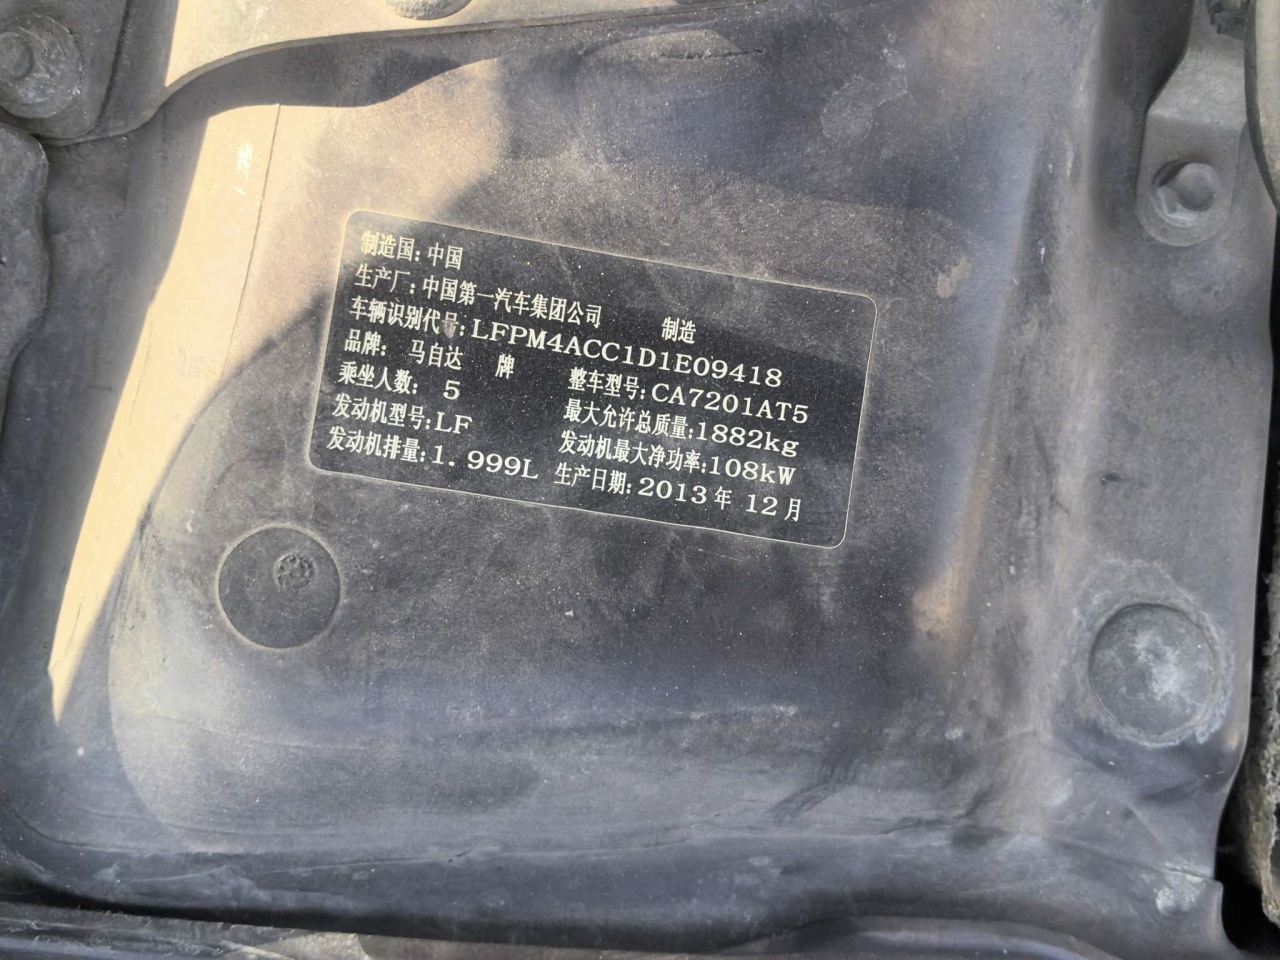 制造国：中国
生产厂：中国第一汽车集团公司 制造
车辆识别代号：LFPM4ACC1D1E09418
品牌：马自达 牌 整车型号：CA7201AT5
乘坐人数：5 最大允许总质量：1882kg
发动机型号：LF 发动机最大净功率：108kW
发动机排量：1.999L 生产日期：2013年12月